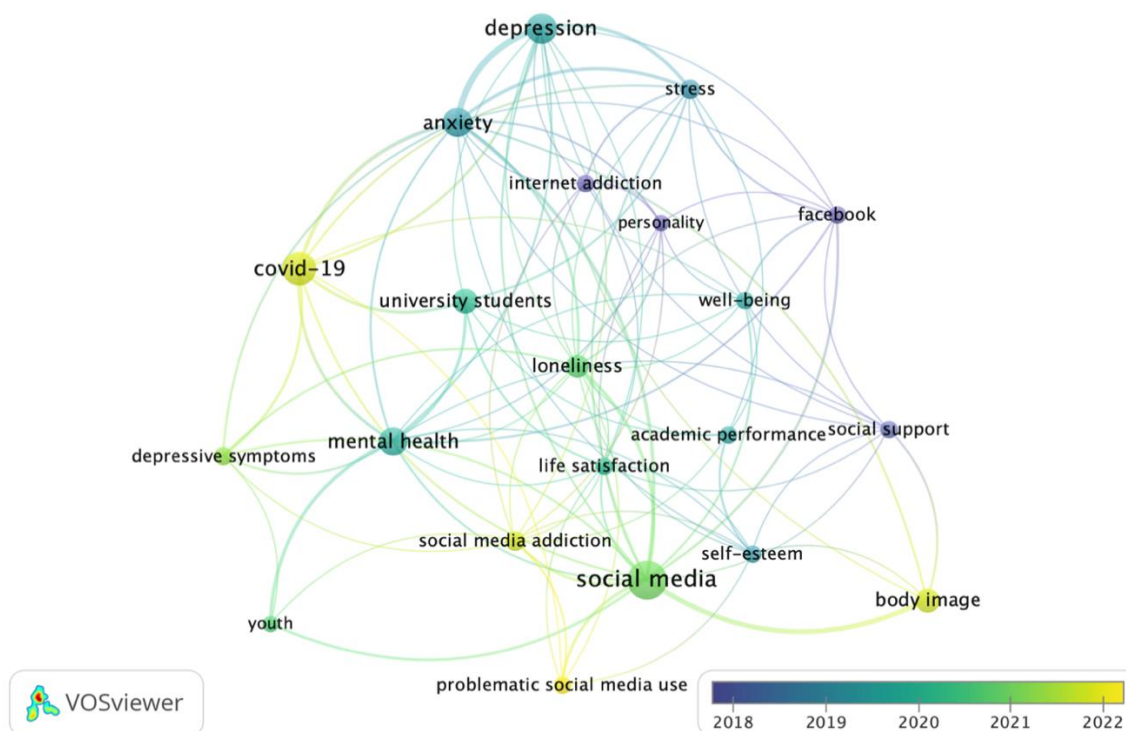 depression
stress
anxiety
internet addiction
personality
facebook
covid-19
university students
well-being
loneliness
mental health
academic performance
social support
depressive symptoms
life satisfaction
social media addiction
self-esteem
social media
body image
youth
problematic social media use
VOSviewer
2018 2019 2020 2021 2022